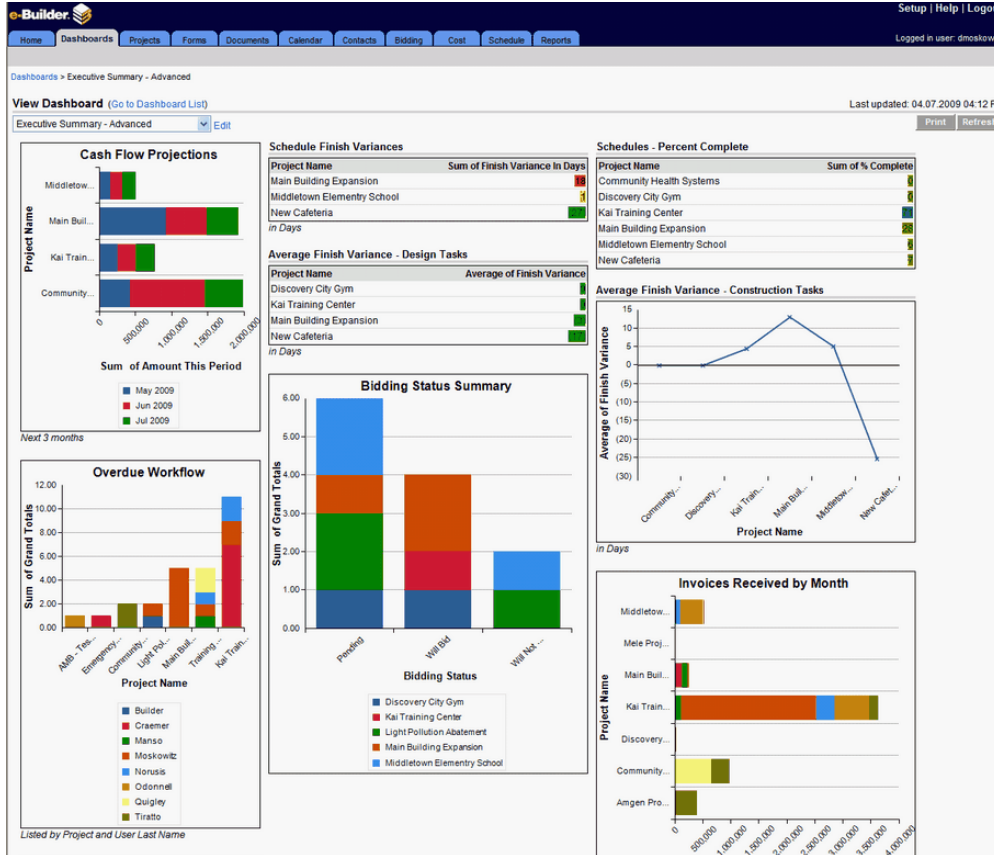 e-Builder
Setup | Help | Logo
Home Dashboards Projects Forms Documents Calendar Contacts Bidding Cost Schedule Reports
Logged in user: dmoskow
Dashboards > Executive Summary - Advanced
View Dashboard (Go to Dashboard List)
Last updated: 04.07.2009 04:12 P
Executive Summary - Advanced Edit
Print Refresh
Cash Flow Projections
Project Name
Middletow...
Main Buil...
Kai Train...
Community...
0 500,000 1,000,000 1,500,000 2,000,000
Sum of Amount This Period
May 2009
Jun 2009
Jul 2009
Next 3 months
Schedule Finish Variances
Project Name Sum of Finish Variance In Days
Main Building Expansion 18
Middletown Elementry School 1
New Cafeteria
in Days
Average Finish Variance - Design Tasks
Project Name Average of Finish Variance
Discovery City Gym
Kai Training Center
Main Building Expansion
New Cafeteria
in Days
Schedules - Percent Complete
Project Name Sum of % Complete
Community Health Systems
Discovery City Gym
Kai Training Center
Main Building Expansion
Middletown Elementry School
New Cafeteria
Average Finish Variance - Construction Tasks
Average of Finish Variance
15
10
5
0
(5)
(10)
(15)
(20)
(25)
(30)
Community... Discovery... Kai Train... Main Buil... Middletow... New Cafet...
Project Name
in Days
Overdue Workflow
Sum of Grand Totals
12.00
10.00
8.00
6.00
4.00
2.00
0.00
AMB - Tes... Emergency... Community... Light Pol... Main Buil... Training ... Kai Train...
Project Name
Builder
Craemer
Manso
Moskowitz
Norusis
Odonnell
Quigley
Tiratto
Listed by Project and User Last Name
Bidding Status Summary
Sum of Grand Totals
6.00
5.00
4.00
3.00
2.00
1.00
0.00
Pending Will Bid Will Not ...
Bidding Status
Discovery City Gym
Kai Training Center
Light Pollution Abatement
Main Building Expansion
Middletown Elementry School
Invoices Received by Month
Project Name
Middletow...
Mele Proj...
Main Buil...
Kai Train...
Discovery...
Community...
Amgen Pro...
0 500,000 1,000,000 1,500,000 2,000,000 2,500,000 3,000,000 3,500,000 4,000,000